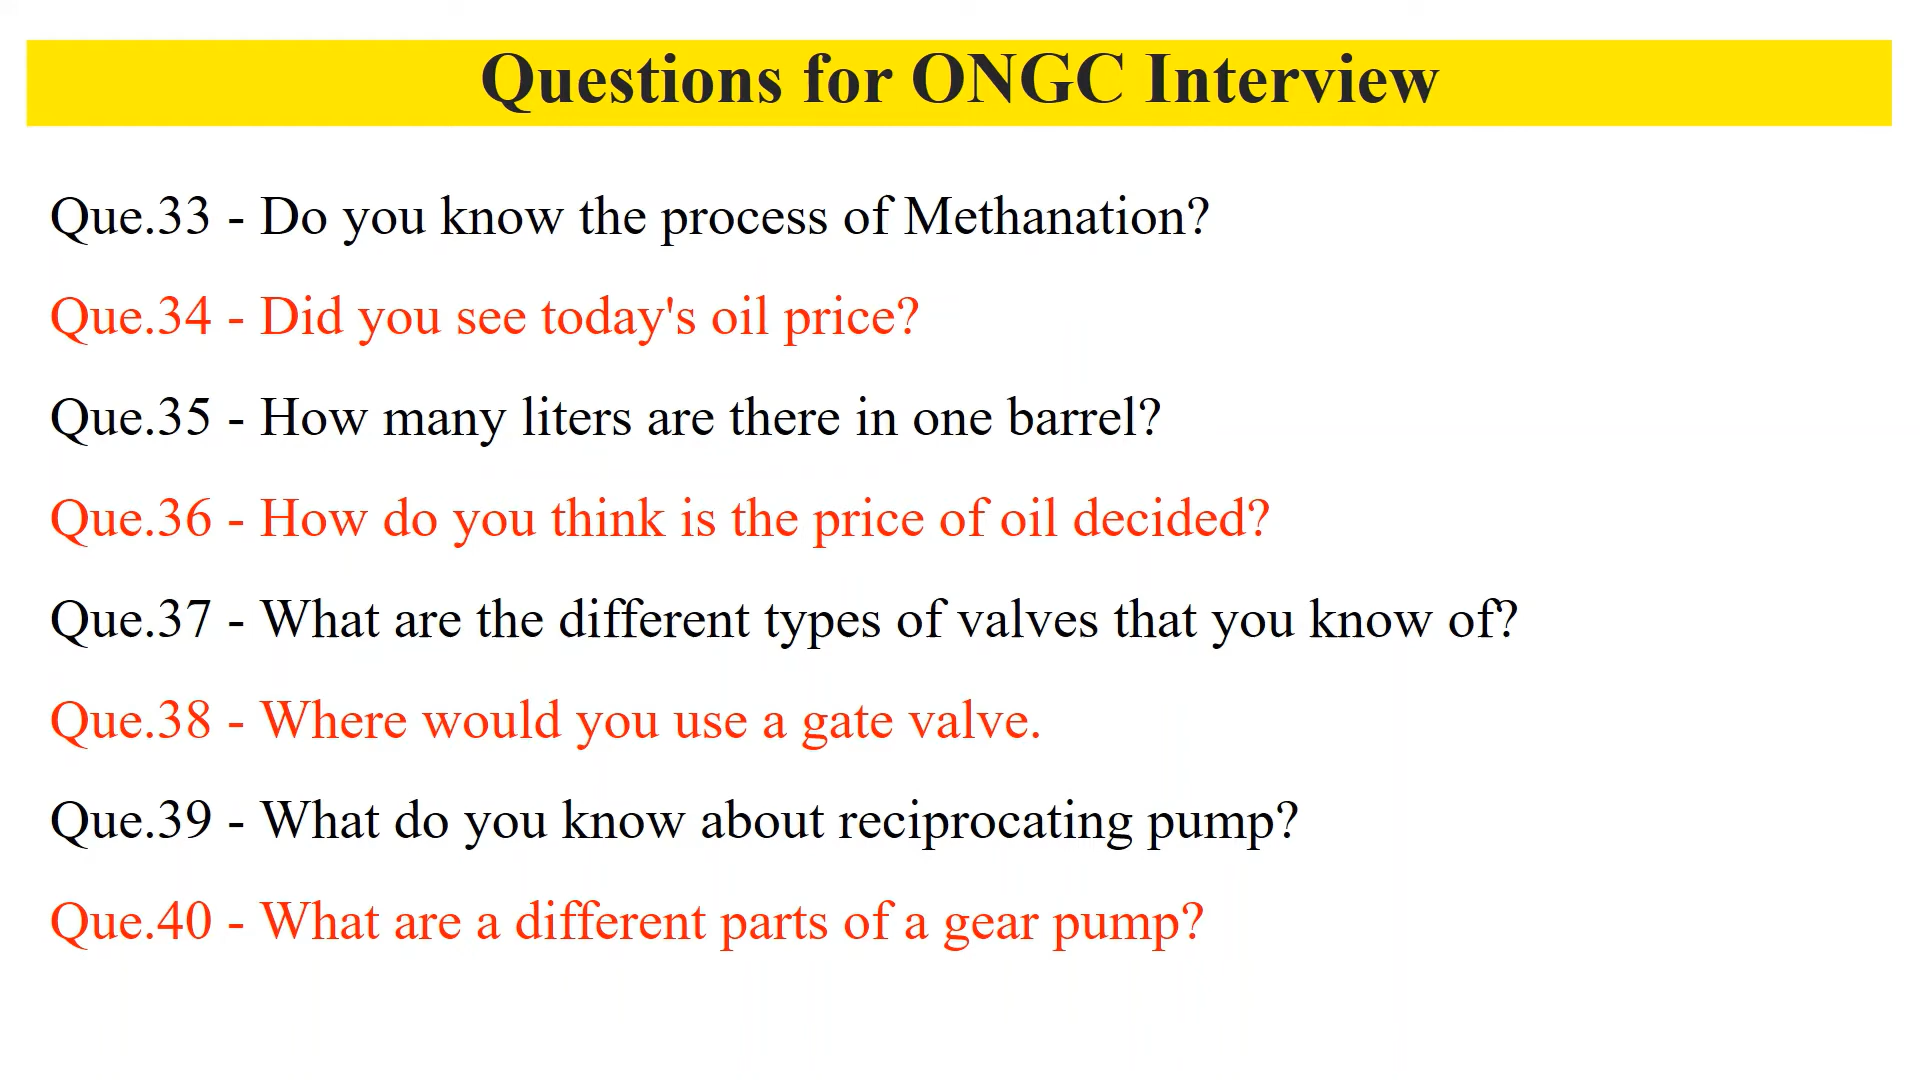 Questions for ONGC Interview
Que.33 - Do you know the process of Methanation?
Que.34 - Did you see today's oil price?
Que.35 - How many liters are there in one barrel?
Que.36 - How do you think is the price of oil decided?
Que.37 - What are the different types of valves that you know of?
Que.38 - Where would you use a gate valve.
Que.39 - What do you know about reciprocating pump?
Que.40 - What are a different parts of a gear pump?